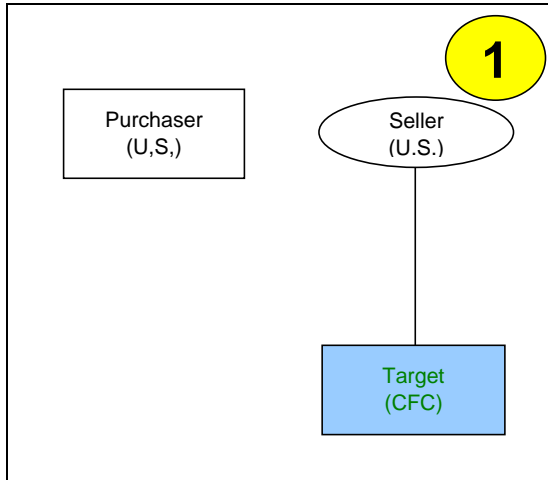 1
Purchaser
(U,S,)
Seller
(U.S.)
Target
(CFC)